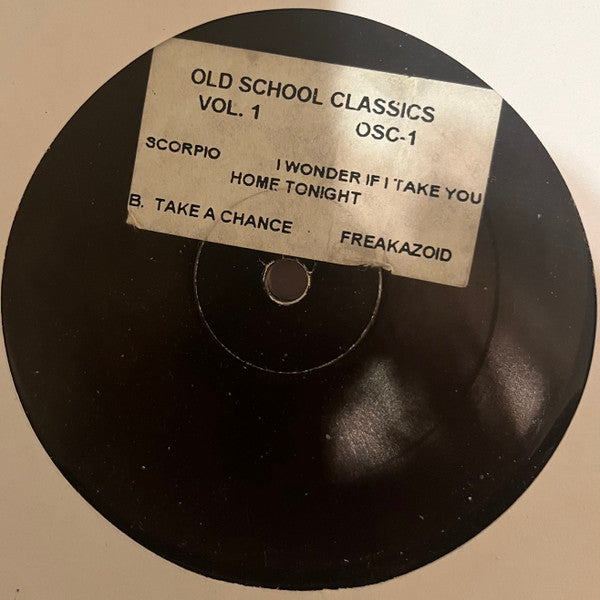 OLD SCHOOL CLASSICS
VOL. 1 OSC-1
SCORPIO I WONDER IF I TAKE YOU
HOME TONIGHT
B. TAKE A CHANCE FREAKAZOID